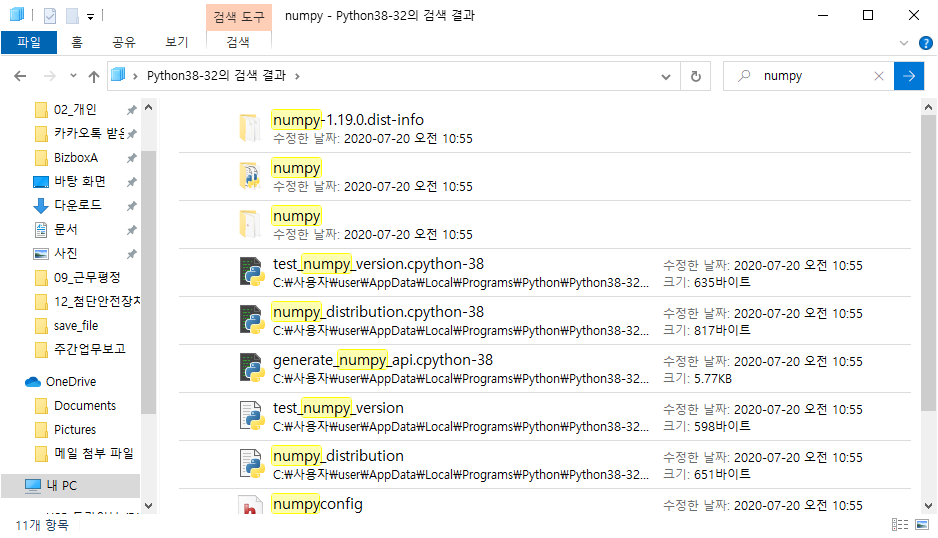 검색 도구
numpy - Python38-32의 검색 결과
파일
홈
공유
보기
검색
Python38-32의 검색 결과
numpy
02_개인
카카오톡 받은
BizboxA
바탕 화면
다운로드
문서
사진
09_근무평정
12_첨단안전장치
save_file
주간업무보고
OneDrive
Documents
Pictures
메일 첨부 파일
내 PC
numpy-1.19.0.dist-info
수정한 날짜: 2020-07-20 오전 10:55
numpy
수정한 날짜: 2020-07-20 오전 10:55
numpy
수정한 날짜: 2020-07-20 오전 10:55
test_numpy_version.cpython-38
수정한 날짜: 2020-07-20 오전 10:55
C:₩사용자₩user₩AppData₩Local₩Programs₩Python₩Python38-32...
크기: 635바이트
numpy_distribution.cpython-38
수정한 날짜: 2020-07-20 오전 10:55
C:₩사용자₩user₩AppData₩Local₩Programs₩Python₩Python38-32...
크기: 817바이트
generate_numpy_api.cpython-38
수정한 날짜: 2020-07-20 오전 10:55
C:₩사용자₩user₩AppData₩Local₩Programs₩Python₩Python38-32...
크기: 5.77KB
test_numpy_version
수정한 날짜: 2020-07-20 오전 10:55
C:₩사용자₩user₩AppData₩Local₩Programs₩Python₩Python38-32...
크기: 598바이트
numpy_distribution
수정한 날짜: 2020-07-20 오전 10:55
C:₩사용자₩user₩AppData₩Local₩Programs₩Python₩Python38-32...
크기: 651바이트
numpyconfig
수정한 날짜: 2020-07-20 오전 10:55
11개 항목